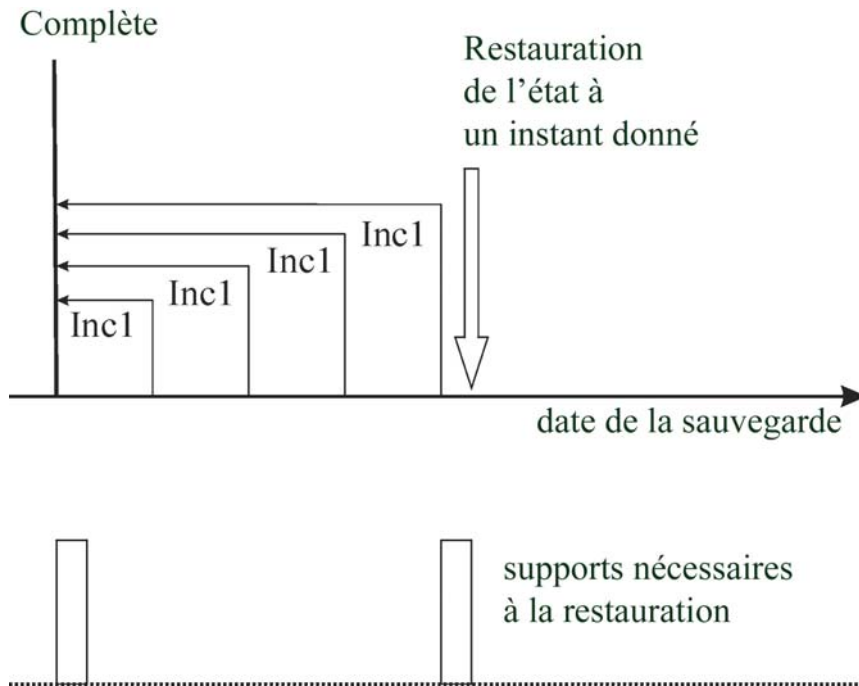 Complète
Restauration
de l'état à
un instant donné
Inc1
Inc1
Inc1
Inc1
date de la sauvegarde
supports nécessaires
à la restauration